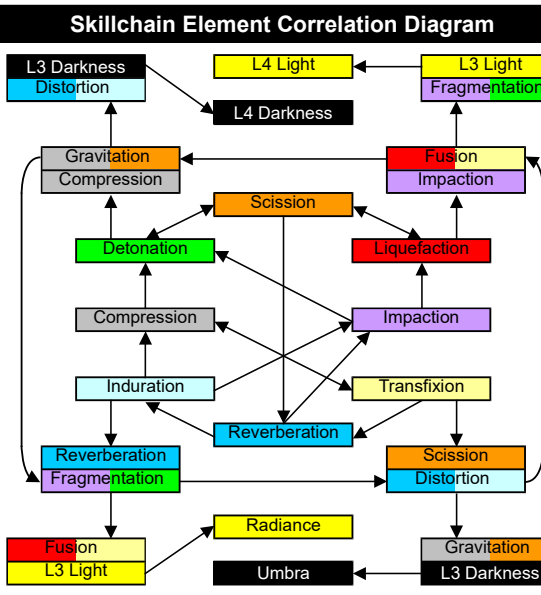 Skillchain Element Correlation Diagram
L3 Darkness
Distortion
L4 Light
L4 Darkness
L3 Light
Fragmentation
Gravitation
Compression
Fusion
Impaction
Scission
Detonation
Liquefaction
Compression
Impaction
Induration
Transfixion
Reverberation
Reverberation
Fragmentation
Scission
Distortion
Fusion
L3 Light
Radiance
Umbra
Gravitation
L3 Darkness